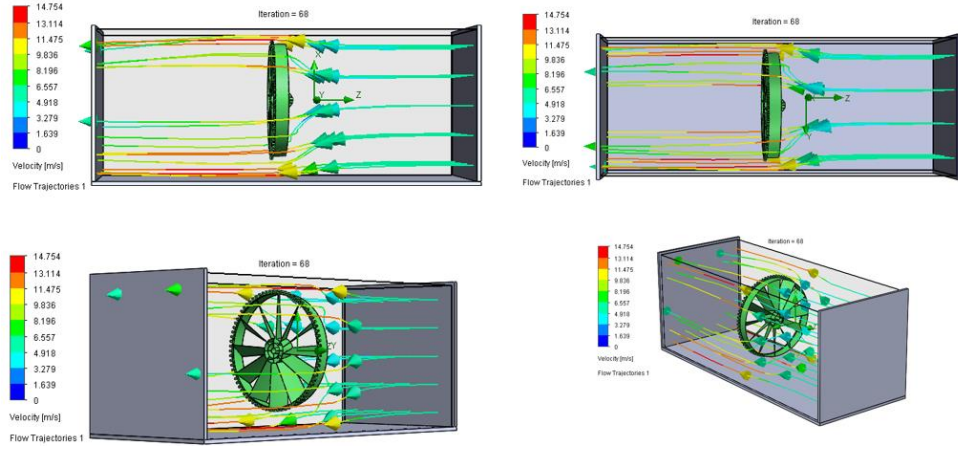 14.754
13.114
11.475
9.836
8.196
6.557
4.918
3.279
1.639
0
Velocity [m/s]
Flow Trajectories 1
Iteration = 68
X
Y
Z
14.754
13.114
11.475
9.836
8.196
6.557
4.918
3.279
1.639
0
Velocity [m/s]
Flow Trajectories 1
Iteration = 68
Z
Y
14.754
13.114
11.475
9.836
8.196
6.557
4.918
3.279
1.639
0
Velocity [m/s]
Flow Trajectories 1
Iteration = 68
14.754
13.114
11.475
9.836
8.196
6.557
4.918
3.279
1.639
0
Velocity [m/s]
Flow Trajectories 1
Iteration = 68